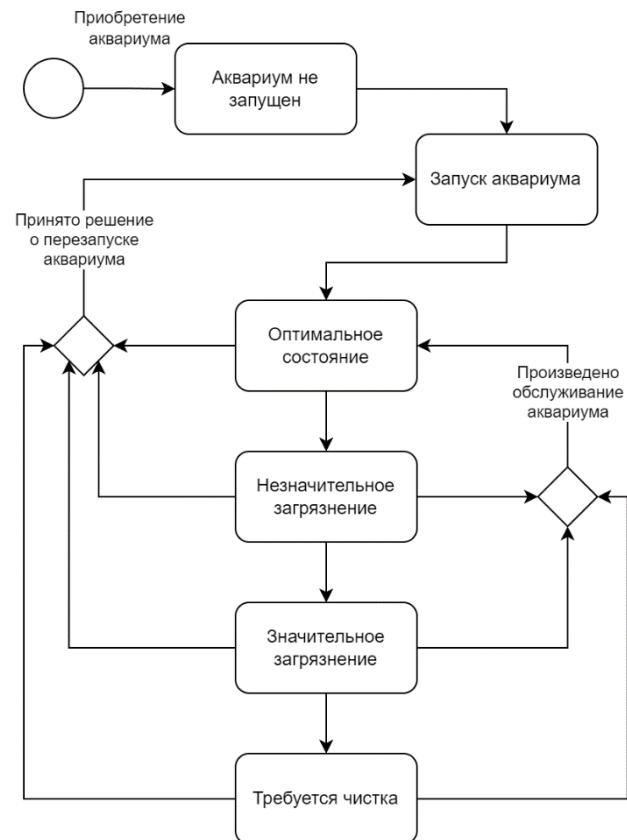 Приобретение
аквариума
Аквариум не
запущен
Запуск аквариума
Принято решение
о перезапуске
аквариума
Оптимальное
состояние
Произведено
обслуживание
аквариума
Незначительное
загрязнение
Значительное
загрязнение
Требуется чистка